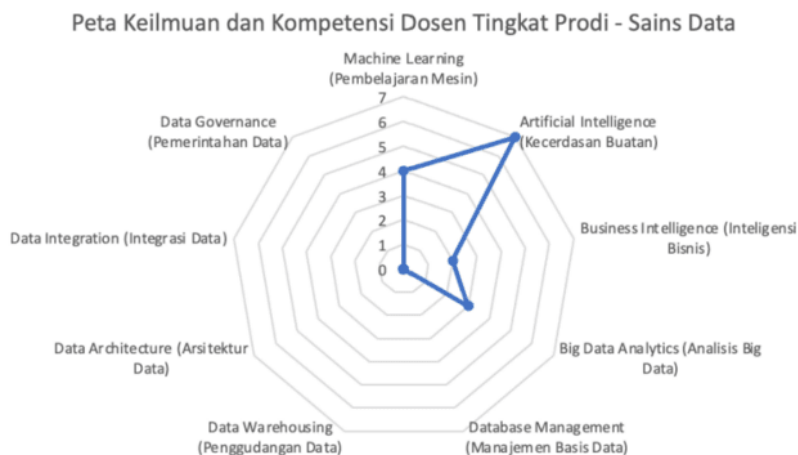 Peta Keilmuan dan Kompetensi Dosen Tingkat Prodi - Sains Data
Machine Learning
(Pembelajaran Mesin)
7
6
5
4
3
2
1
0
Artificial Intelligence
(Kecerdasan Buatan)
Business Intelligence (Inteligensi
Bisnis)
Big Data Analytics (Analisis Big
Data)
Database Management
(Manajemen Basis Data)
Data Warehousing
(Penggudangan Data)
Data Architecture (Arsitektur
Data)
Data Integration (Integrasi Data)
Data Governance
(Pemerintahan Data)